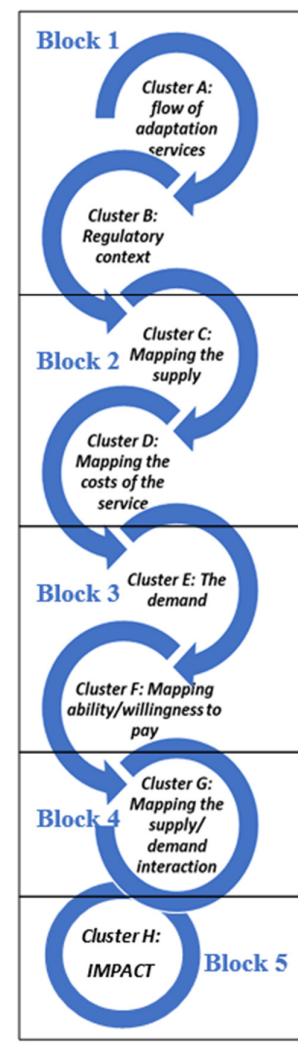 Block 1
Cluster A:
flow of
adaptation
services
Cluster B:
Regulatory
context
Cluster C:
Block 2
Mapping the
supply
Cluster D:
Mapping the
costs of the
service
Cluster E: The
Block 3
demand
Cluster F: Mapping
ability/willingness to
pay
Cluster G:
Mapping the
Block 4
supply/
demand
interaction
Cluster H:
IMPACT
Block 5